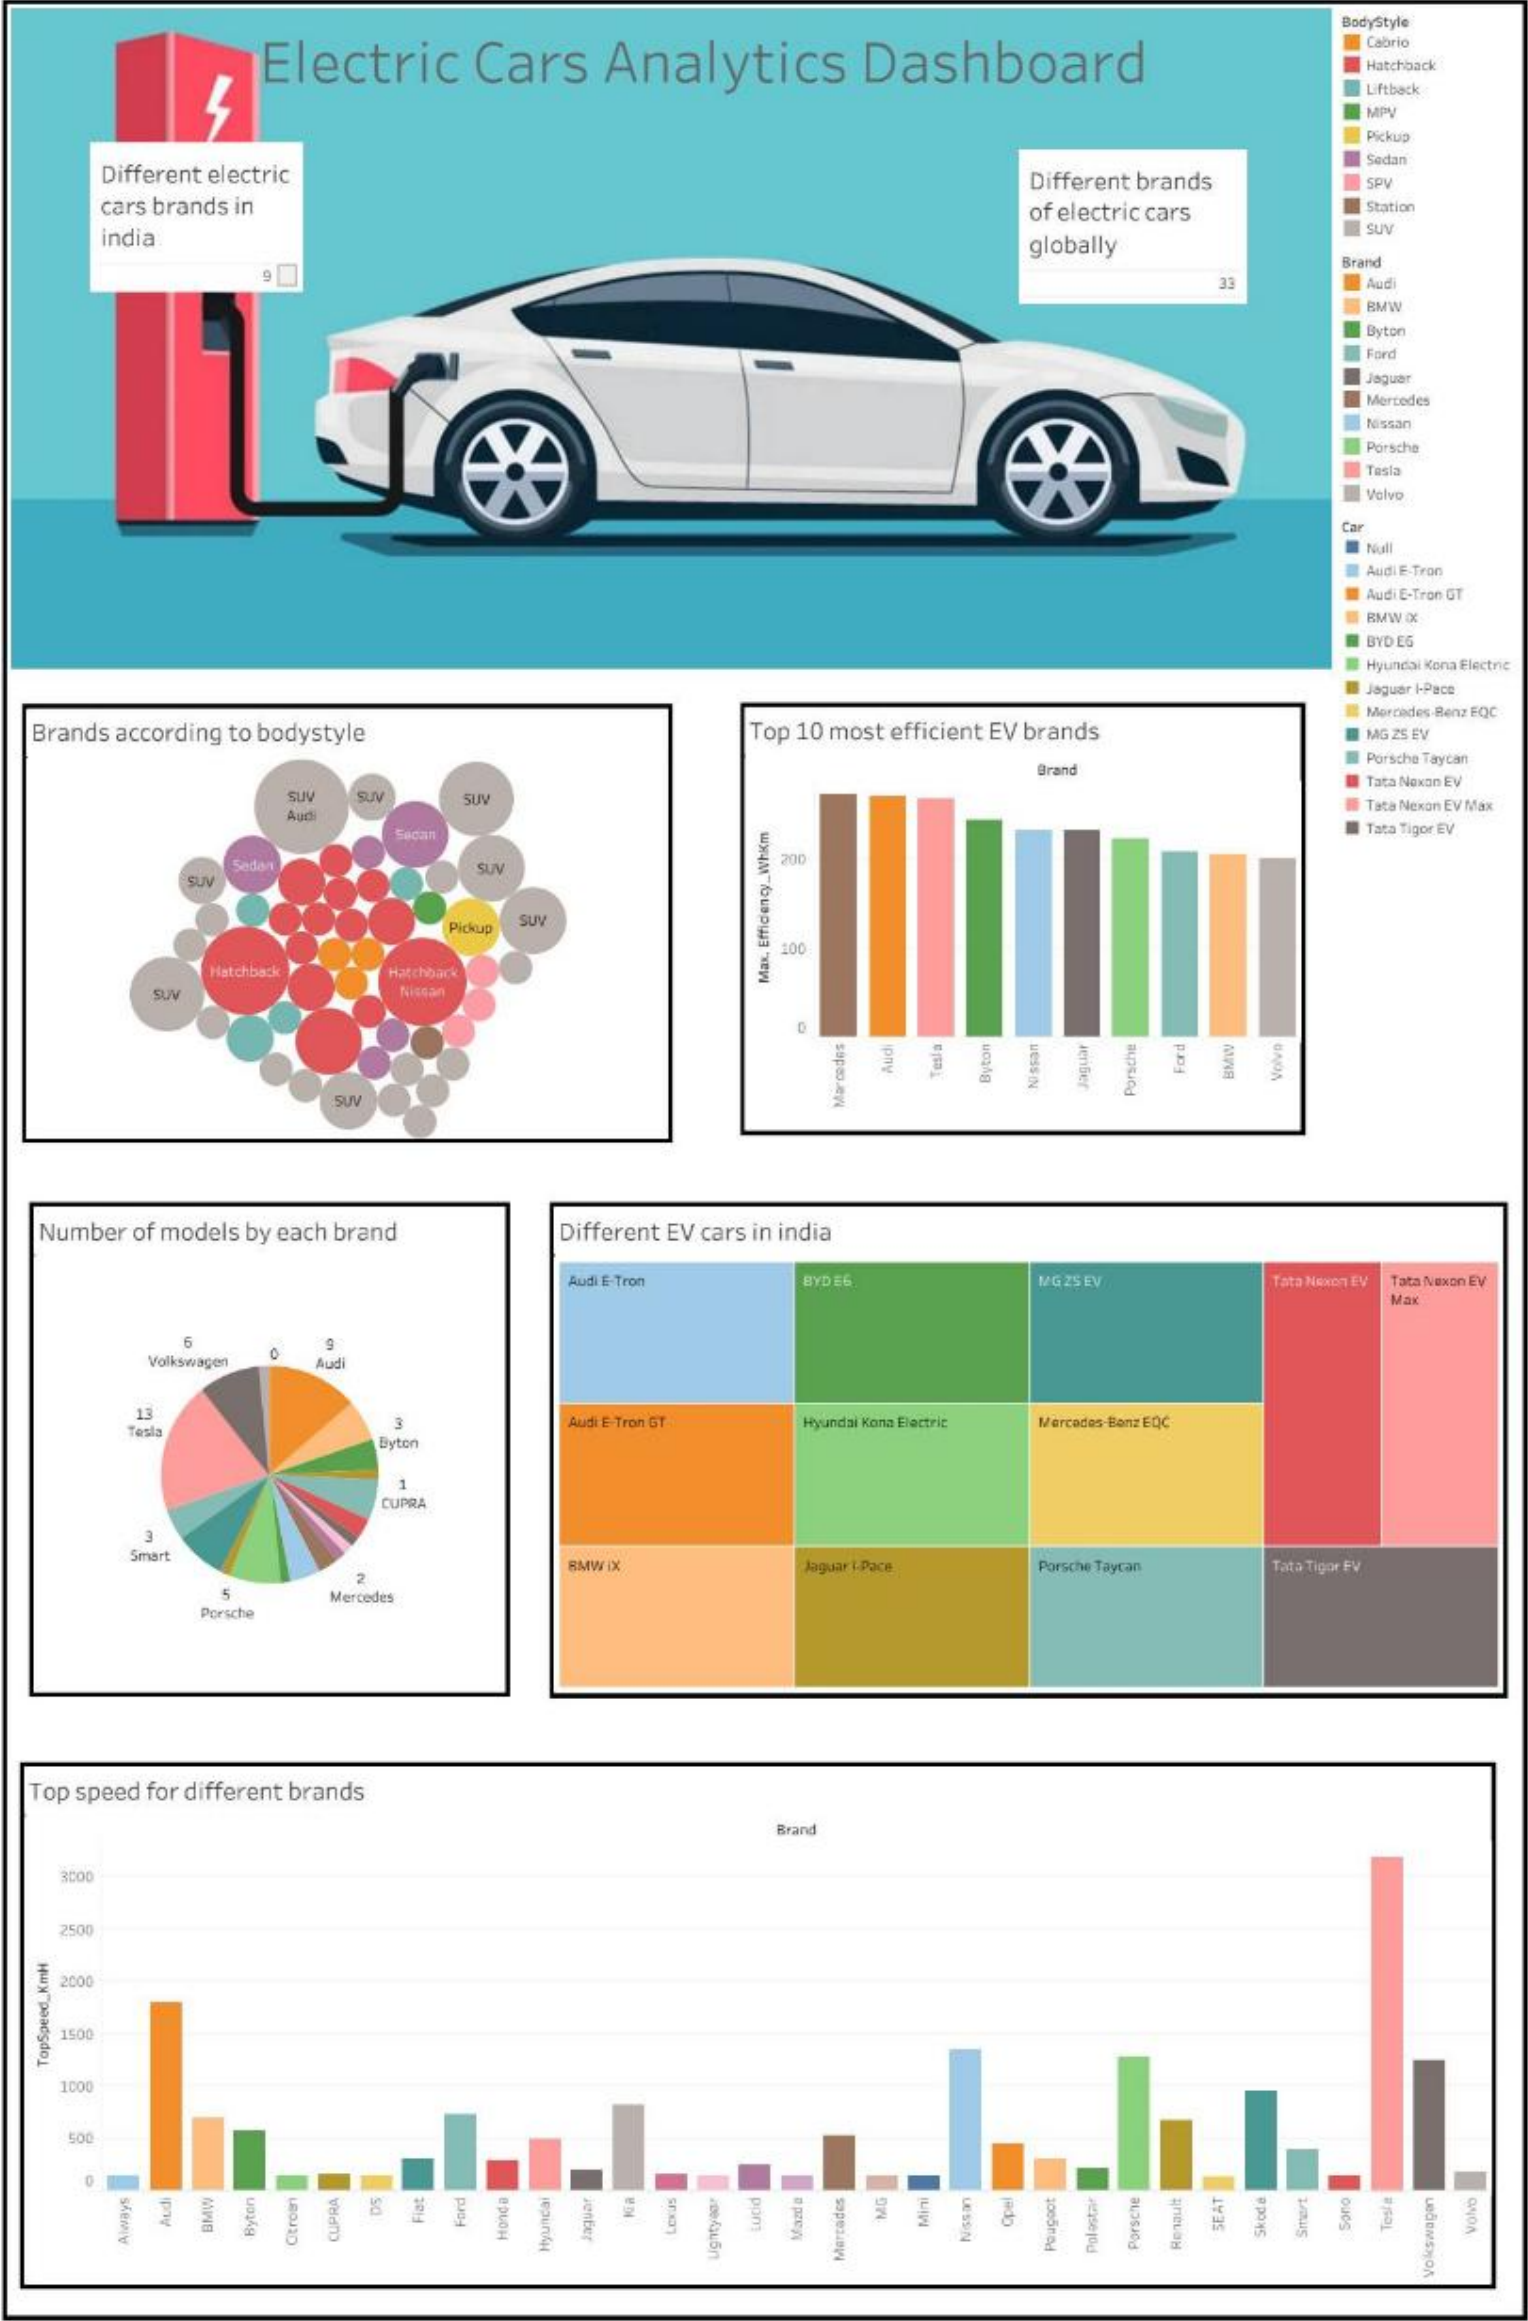 Electric Cars Analytics Dashboard
Different electric
cars brands in
india
9
Different brands
of electric cars
globally
33
BodyStyle
Cabrio
Hatchback
Liftback
MPV
Pickup
Sedan
SPV
Station
SUV
Brand
Audi
BMW
Byton
Ford
Jaguar
Mercedes
Nissan
Porsche
Tesla
Volvo
Car
Null
Audi E-Tron
Audi E-Tron GT
BMW iX
BYD E6
Hyundai Kona Electric
Jaguar I-Pace
Mercedes-Benz EQC
MG ZS EV
Porsche Taycan
Tata Nexon EV
Tata Nexon EV Max
Tata Tigor EV
Brands according to bodystyle
SUV
Audi
SUV
SUV
Sedan
Sedan
SUV
SUV
Pickup
SUV
Hatchback
Hatchback
Nissan
SUV
SUV
Top 10 most efficient EV brands
Brand
Max. Efficiency_WhKm
200
100
0
Mercedes
Audi
Tesla
Byton
Nissan
Jaguar
Porsche
Ford
BMW
Volvo
Number of models by each brand
6
Volkswagen
0
9
Audi
13
Tesla
3
Byton
1
CUPRA
3
Smart
2
Mercedes
5
Porsche
Different EV cars in india
Audi E-Tron
BYD E6
MG ZS EV
Tata Nexon EV
Tata Nexon EV
Max
Audi E-Tron GT
Hyundai Kona Electric
Mercedes-Benz EQC
BMW iX
Jaguar I-Pace
Porsche Taycan
Tata Tigor EV
Top speed for different brands
Brand
TopSpeed_KmH
3000
2500
2000
1500
1000
500
0
Aiways
Audi
BMW
Byton
Citroen
CUPRA
DS
Fiat
Ford
Honda
Hyundai
Jaguar
Kia
Lexus
Lightyear
Lucid
Mazda
Mercedes
MG
Mini
Nissan
Opel
Peugeot
Polestar
Porsche
Renault
SEAT
Skoda
Smart
Sono
Tesla
Volkswagen
Volvo